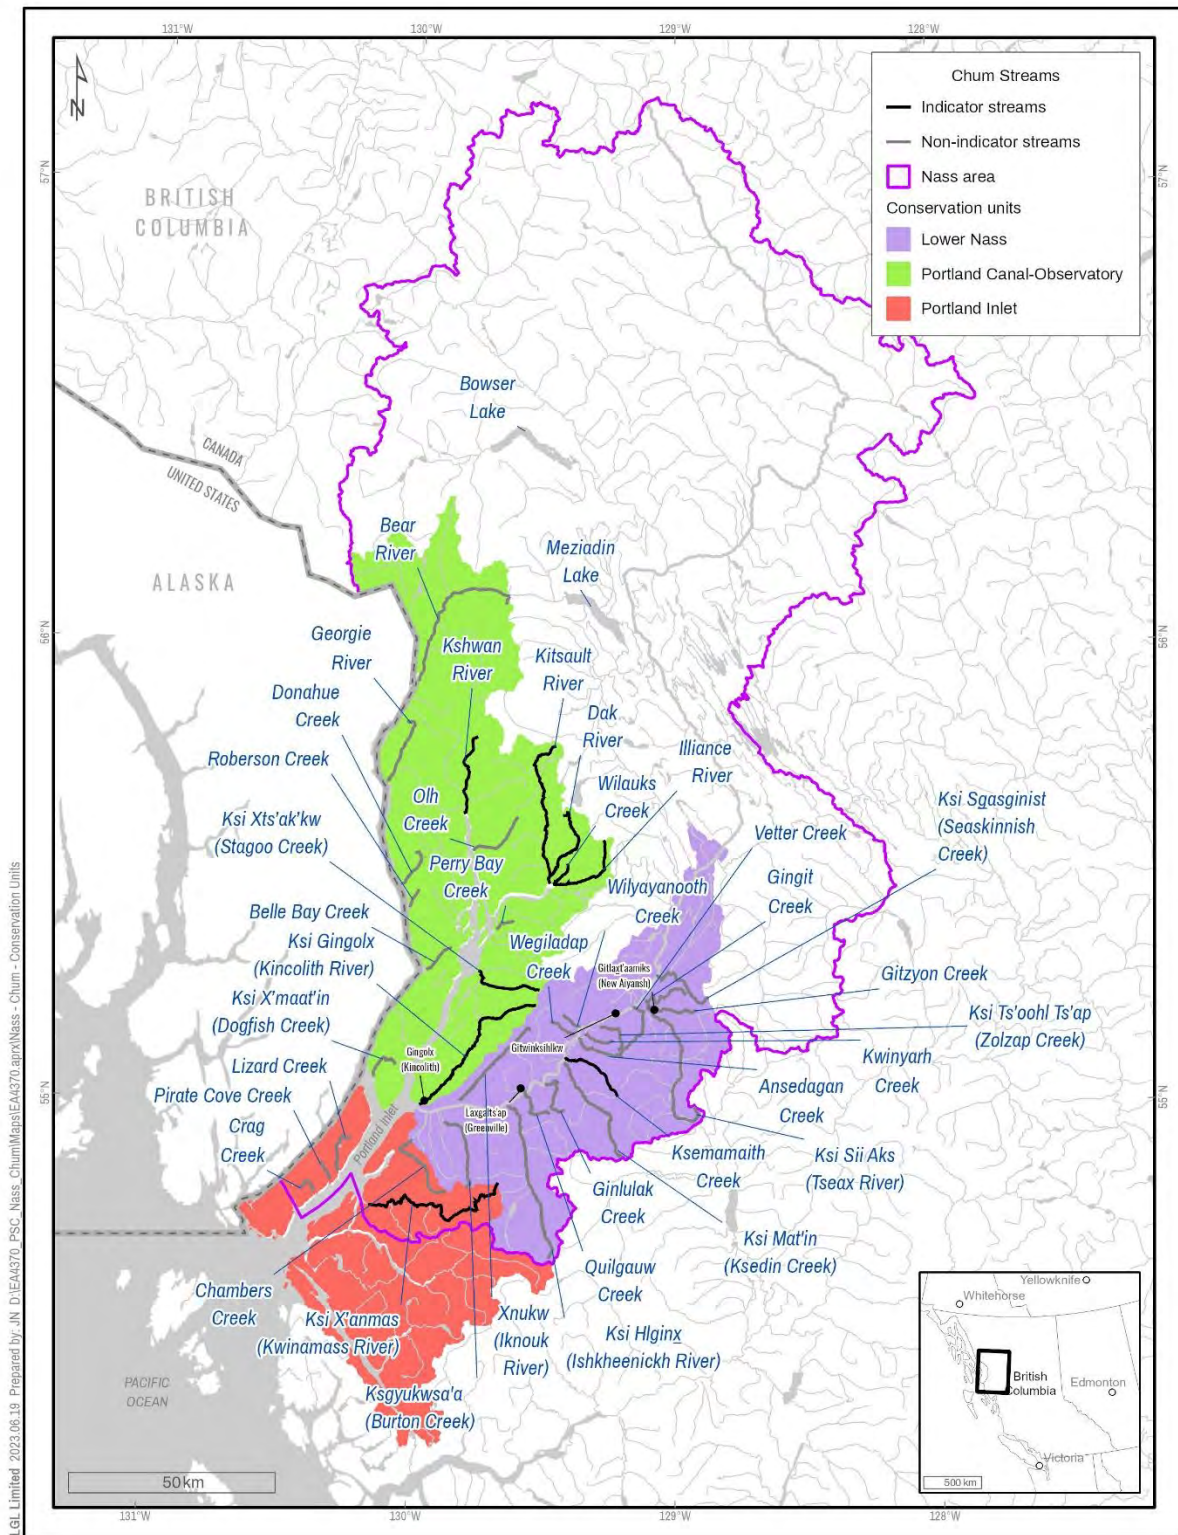 131°W
130°W
129°W
128°W
Chum Streams
Indicator streams
Non-indicator streams
Nass area
Conservation units
Lower Nass
Portland Canal-Observatory
Portland Inlet
N
57°N
57°N
BRITISH
COLUMBIA
Bowser
Lake
CANADA
UNITED STATES
Bear
River
Meziadin
Lake
ALASKA
56°N
56°N
Georgie
River
Kshwan
River
Kitsault
River
Donahue
Creek
Dak
River
Illiance
River
Roberson Creek
Wilauks
Creek
Olh
Creek
Ksi Sgasginist
(Seaskinnish
Creek)
Ksi Xts'ak'kw
(Stagoo Creek)
Vetter Creek
Perry Bay
Creek
Gingit
Creek
Wilyayanooth
Creek
Belle Bay Creek
Ksi Gingolx
(Kincolith River)
Wegiladap
Creek
Gitlaxt'aamiks
(New Aiyansh)
Gitzyon Creek
Ksi X'maat'in
(Dogfish Creek)
Ksi Ts'oohl Ts'ap
(Zolzap Creek)
Gingolx
(Kincolith)
Gitwinksihlkw
Kwinyarh
Creek
Lizard Creek
Ansedagan
Creek
55°N
55°N
Pirate Cove Creek
Portland Inlet
Laxgalts'ap
(Greenville)
Crag
Creek
Ksemamaith
Creek
Ksi Sii Aks
(Tseax River)
Ginlulak
Creek
Ksi Mat'in
(Ksedin Creek)
Quilgauw
Creek
Chambers
Creek
Ksi X'anmas
(Kwinamass River)
Xnukw
(Iknouk
River)
Ksi Hlginx
(Ishkheenickh River)
Ksgyukwsa'a
(Burton Creek)
PACIFIC
OCEAN
50km
Yellowknife
Whitehorse
British
Columbia
Edmonton
Victoria
500 km
131°W
130°W
129°W
128°W
LGL Limited 2023.06.19 Prepared by: JN D:\EA4370_PSC_Nass_Chum\Maps\EA4370.aprx\Nass - Chum - Conservation Units